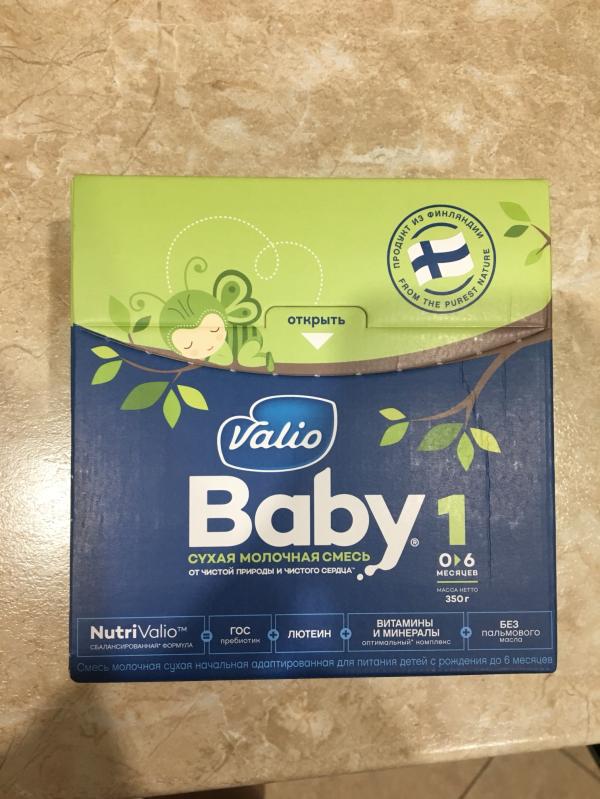 ПРОДУКТ ИЗ ФИНЛЯНДИИ
FROM THE PUREST NATURE
открыть
Valio
Baby®
1
СУХАЯ МОЛОЧНАЯ СМЕСЬ
ОТ ЧИСТОЙ ПРИРОДЫ И ЧИСТОГО СЕРДЦА™
0▸6
МЕСЯЦЕВ
МАССА НЕТТО
350 г
NutriValio™
СБАЛАНСИРОВАННАЯ* ФОРМУЛА
=
ГОС
пребиотик
+
ЛЮТЕИН
+
ВИТАМИНЫ
И МИНЕРАЛЫ
оптимальный* комплекс
+
БЕЗ
пальмового
масла
Смесь молочная сухая начальная адаптированная для питания детей с рождения до 6 месяцев